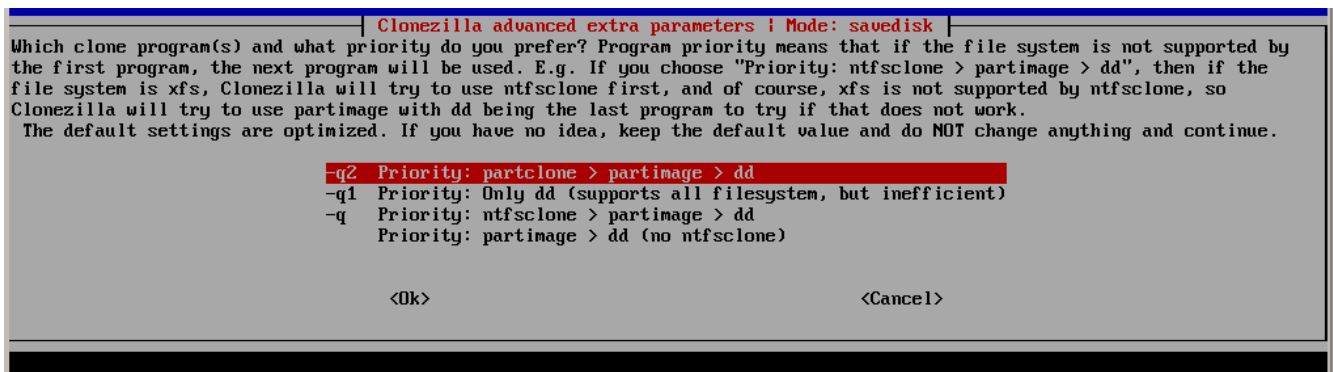 Clonezilla advanced extra parameters ¦ Mode: savedisk
Which clone program(s) and what priority do you prefer? Program priority means that if the file system is not supported by
the first program, the next program will be used. E.g. If you choose "Priority: ntfsclone > partimage > dd", then if the
file system is xfs, Clonezilla will try to use ntfsclone first, and of course, xfs is not supported by ntfsclone, so
Clonezilla will try to use partimage with dd being the last program to try if that does not work.
The default settings are optimized. If you have no idea, keep the default value and do NOT change anything and continue.
-q2 Priority: partclone > partimage > dd
-q1 Priority: Only dd (supports all filesystem, but inefficient)
-q Priority: ntfsclone > partimage > dd
Priority: partimage > dd (no ntfsclone)
<Ok> <Cancel>